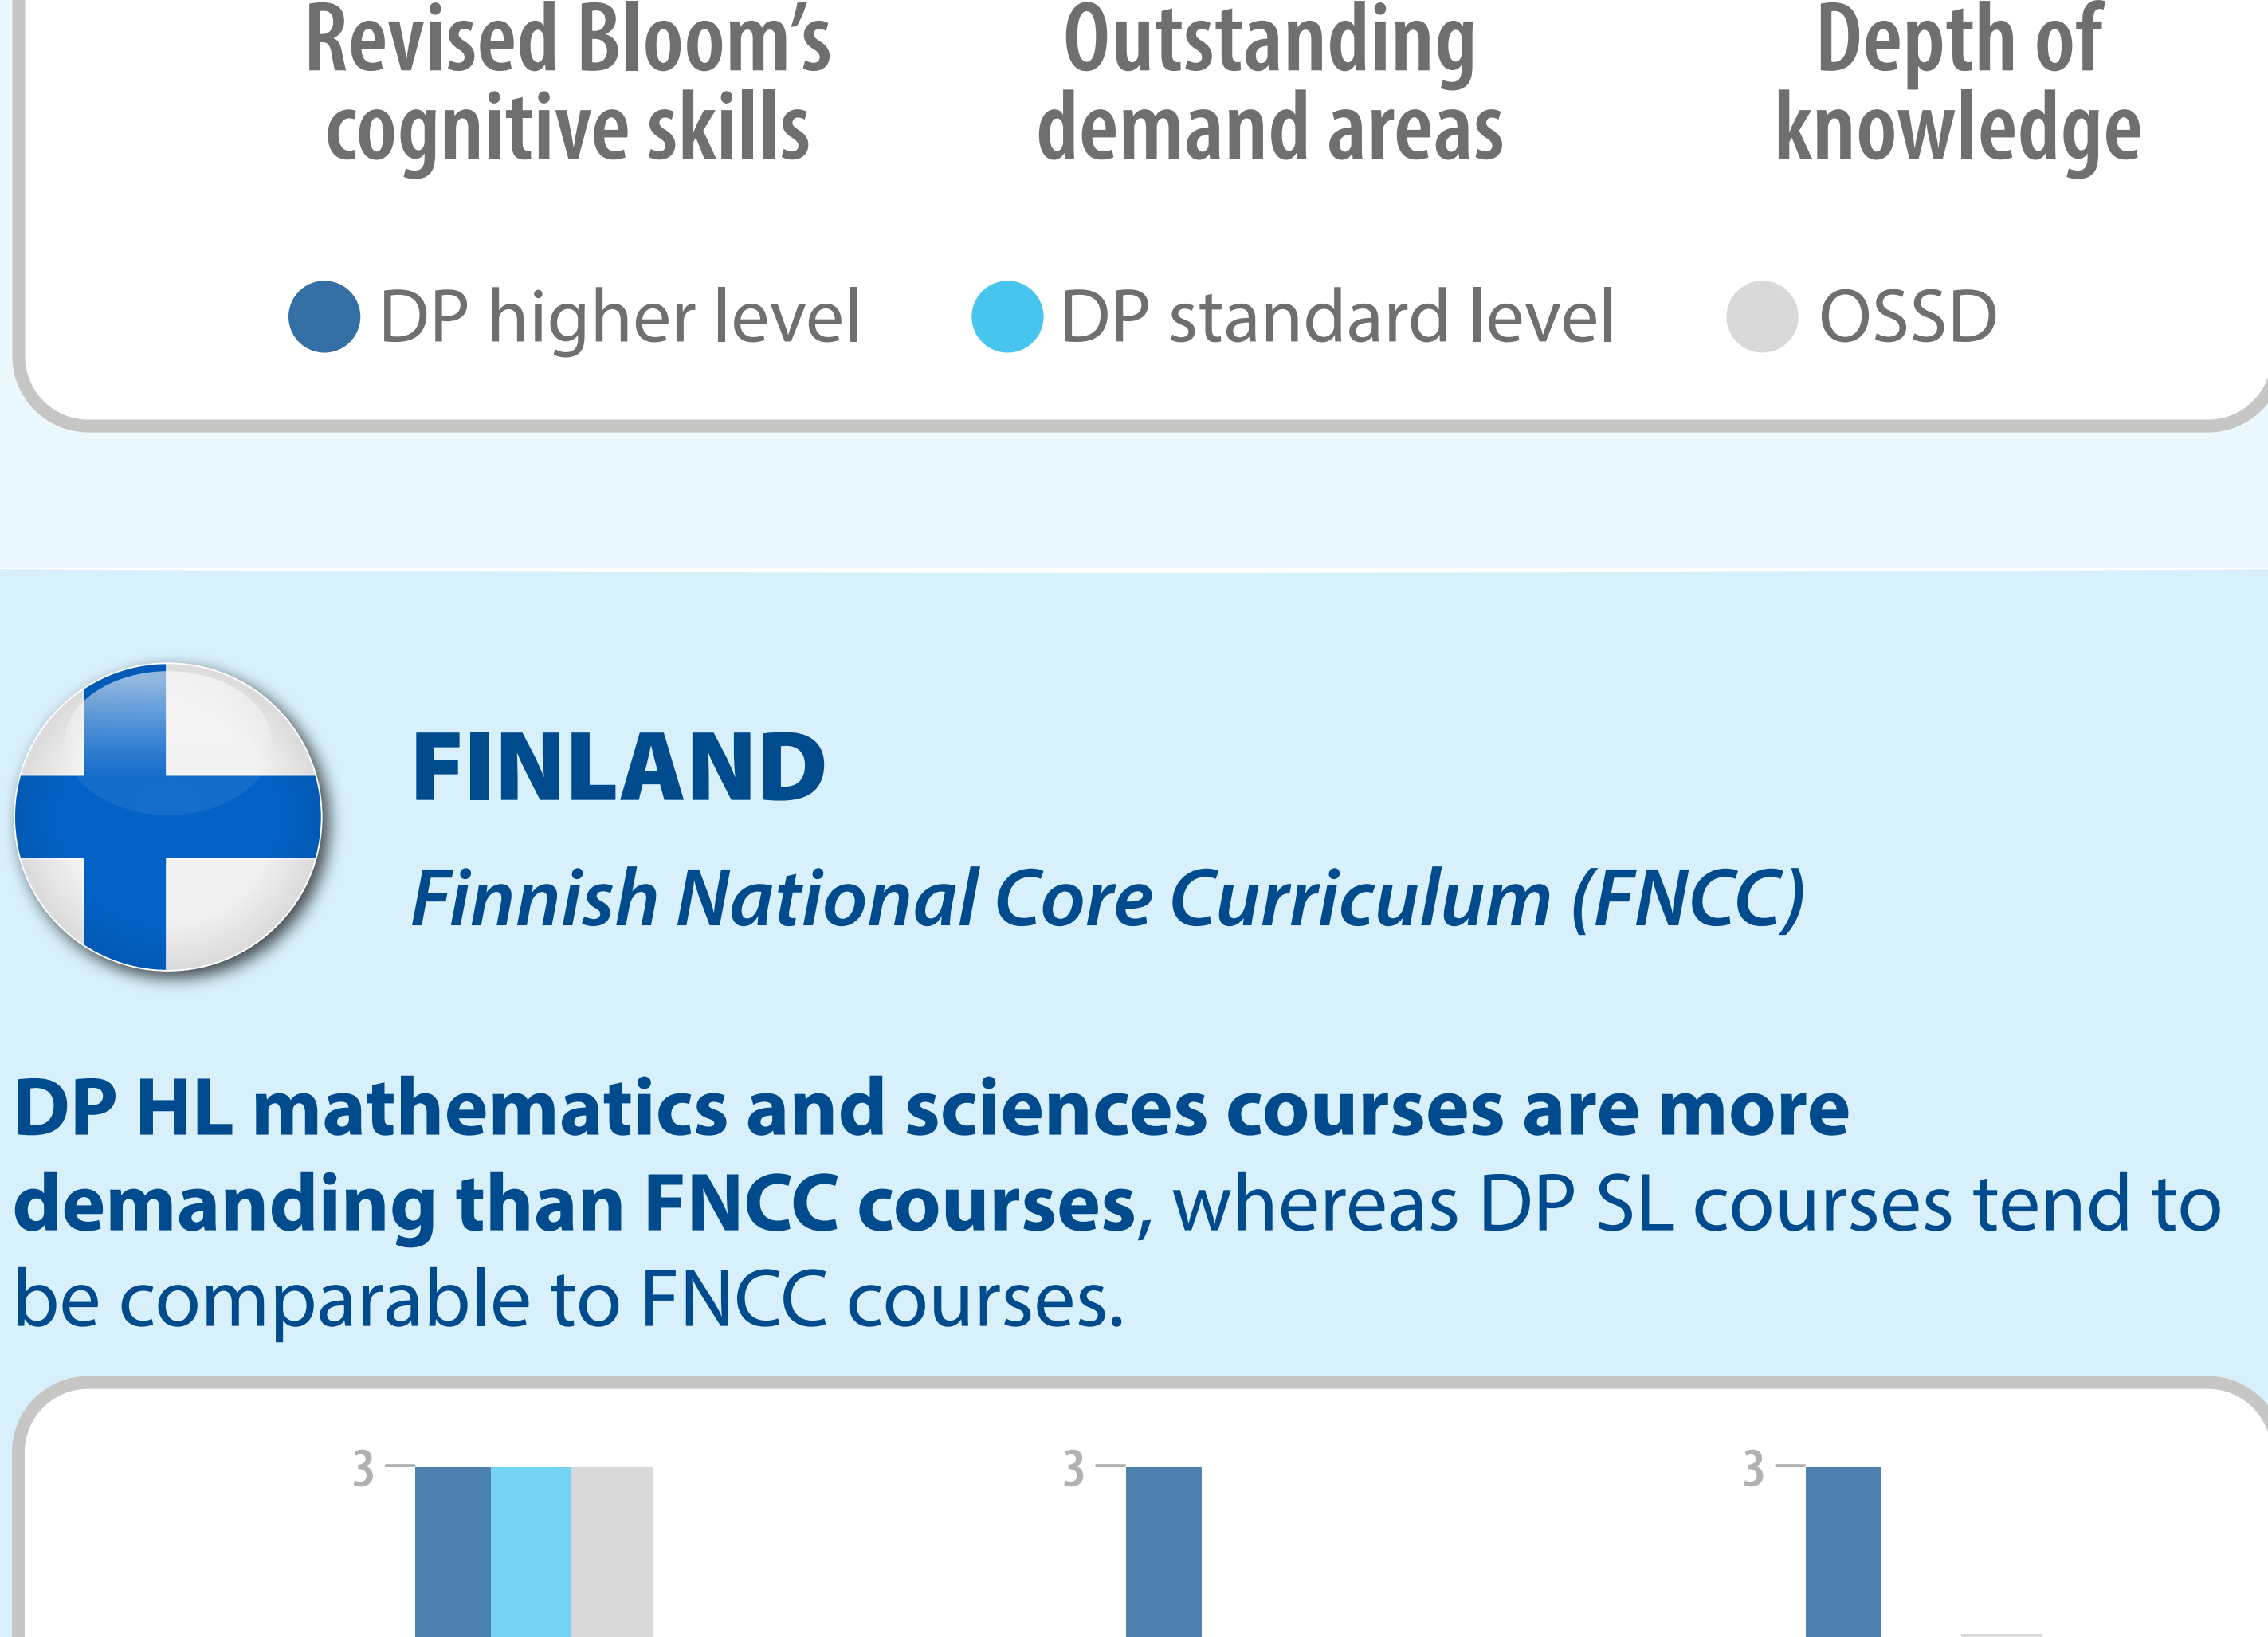 Revised Bloom's
cognitive skills
Outstanding
demand areas
Depth of
knowledge
DP higher level
DP standard level
OSSD
FINLAND
Finnish National Core Curriculum (FNCC)
DP HL mathematics and sciences courses are more
demanding than FNCC courses, whereas DP SL courses tend to
be comparable to FNCC courses.
3
3
3